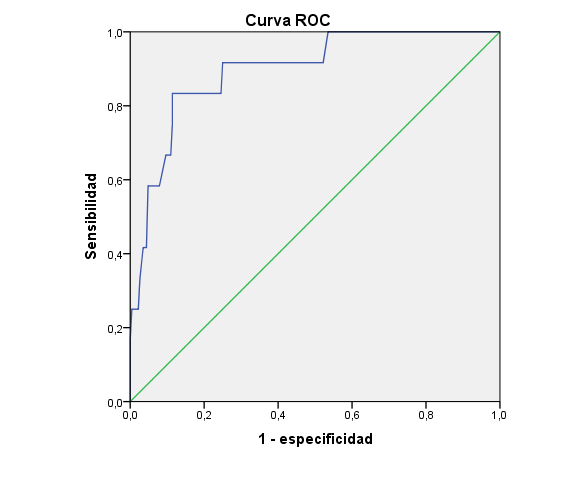 Curva ROC
1,0
0,8
0,6
0,4
0,2
0,0
Sensibilidad
0,0 0,2 0,4 0,6 0,8 1,0
1 - especificidad